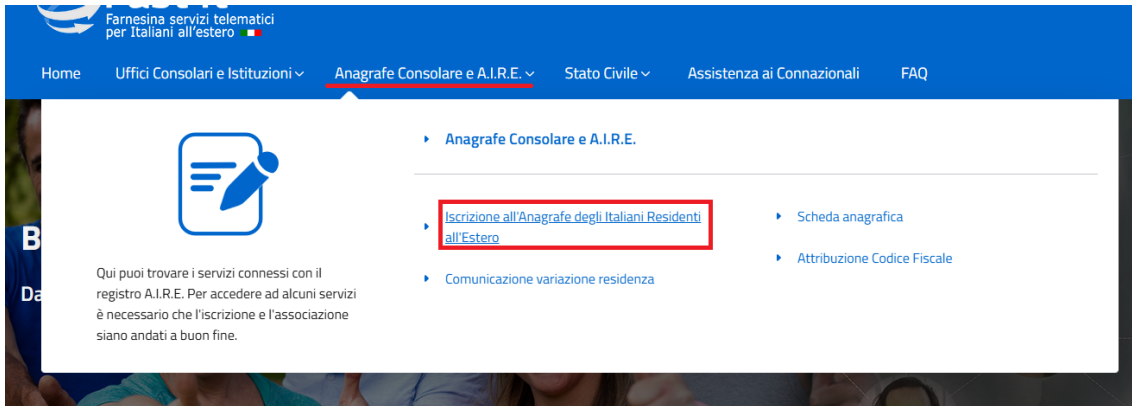 Farnesina servizi telematici
per Italiani all'estero
Home Uffici Consolari e Istituzioni Anagrafe Consolare e A.I.R.E. Stato Civile Assistenza ai Connazionali FAQ
Anagrafe Consolare e A.I.R.E.
Iscrizione all'Anagrafe degli Italiani Residenti
all'Estero
Comunicazione variazione residenza
Scheda anagrafica
Attribuzione Codice Fiscale
Qui puoi trovare i servizi connessi con il
registro A.I.R.E. Per accedere ad alcuni servizi
è necessario che l'iscrizione e l'associazione
siano andati a buon fine.
B
Da